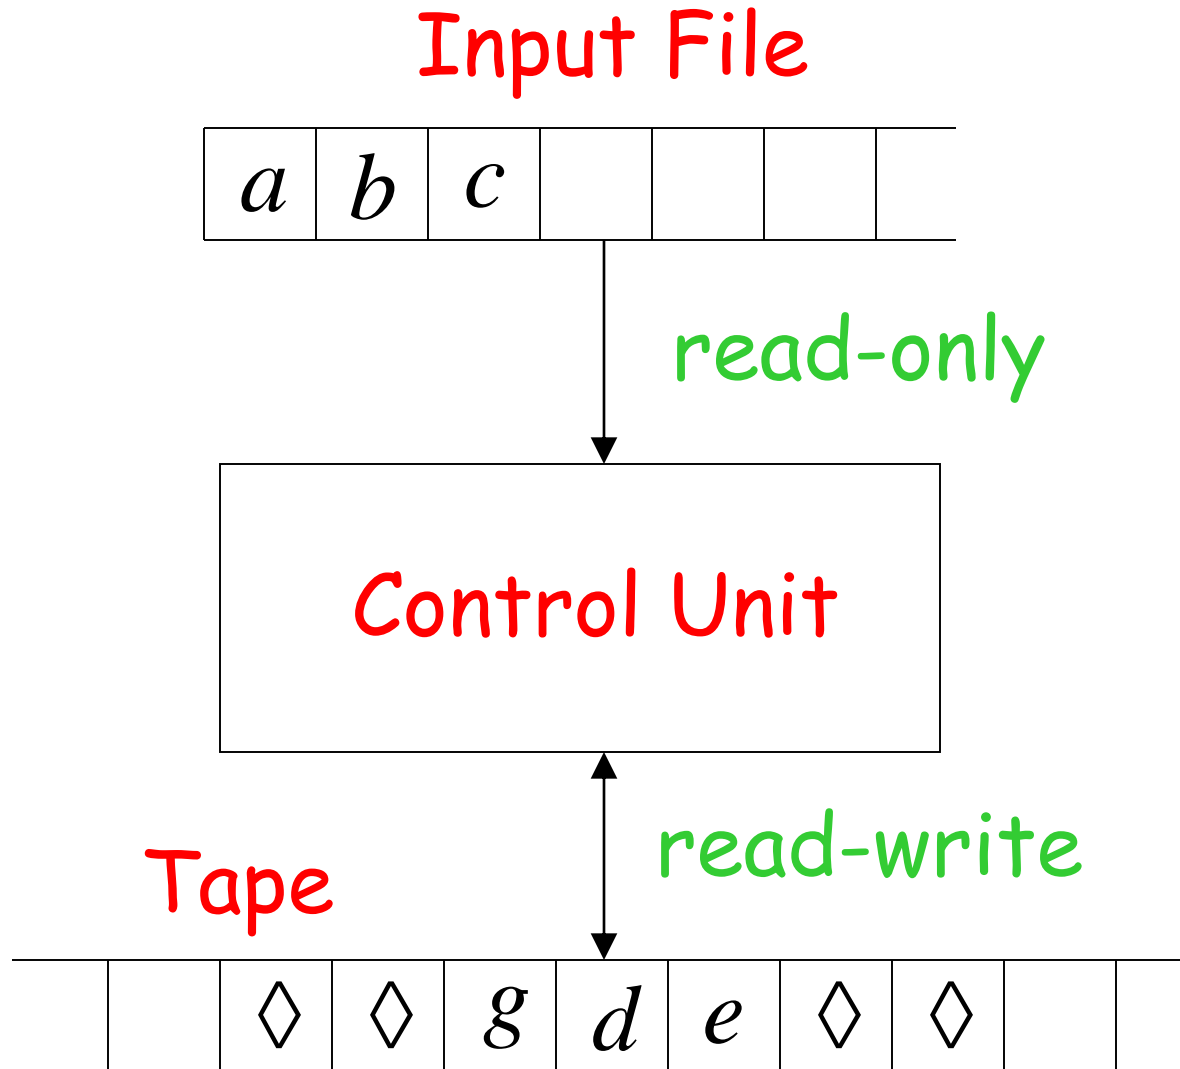 Input File
a b c
read-only
Control Unit
read-write
Tape
◊ ◊ g d e ◊ ◊